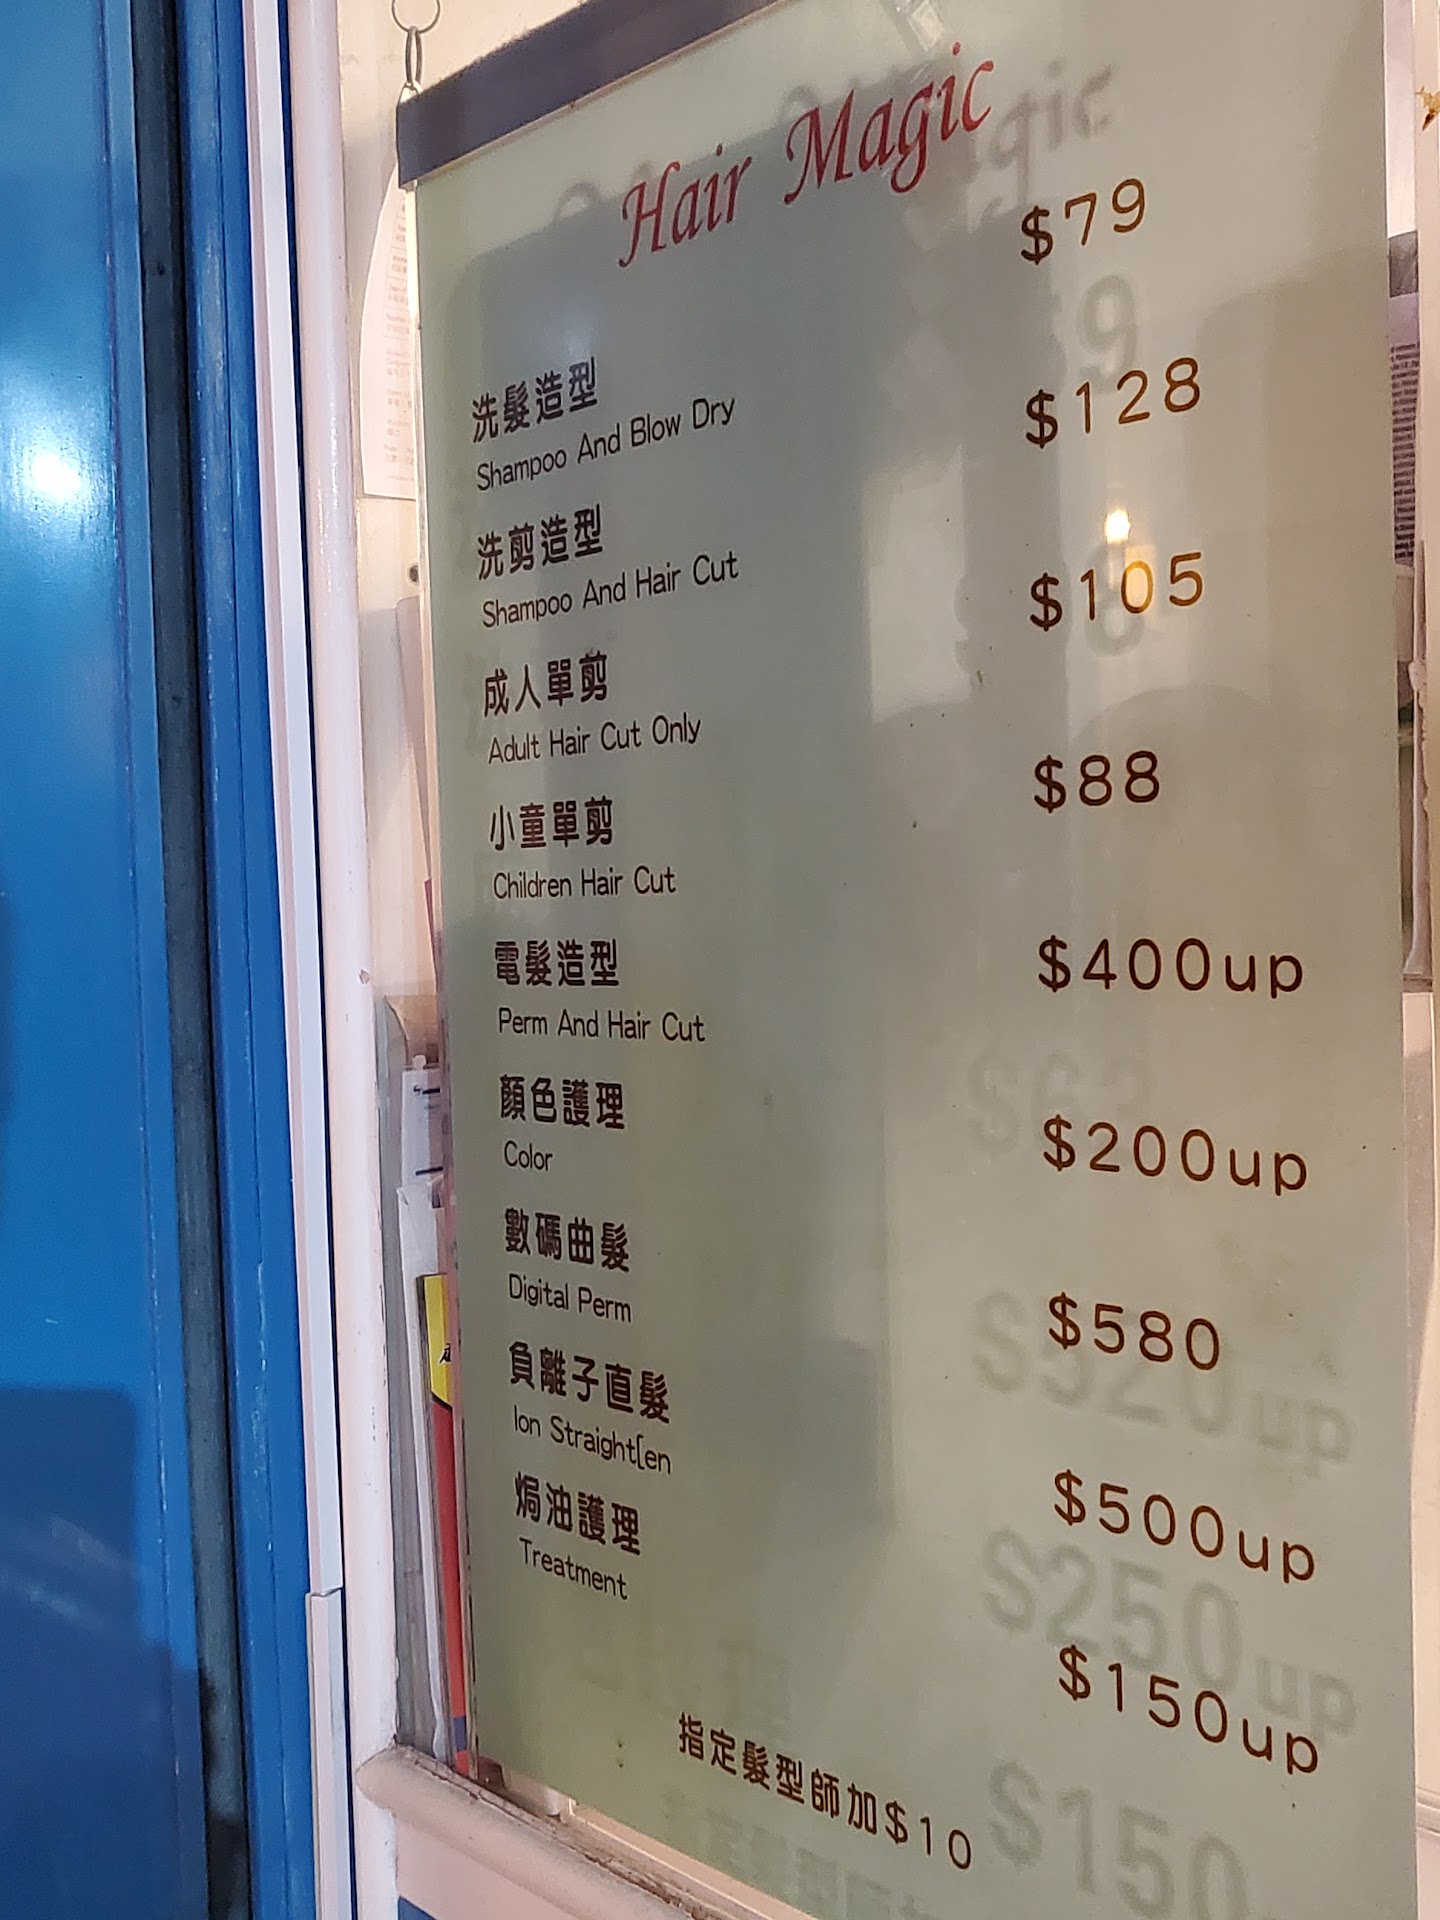 Hair Magic
洗髮造型 $79
Shampoo And Blow Dry
洗剪造型 $128
Shampoo And Hair Cut
成人單剪 $105
Adult Hair Cut Only
小童單剪 $88
Children Hair Cut
電髮造型 $400up
Perm And Hair Cut
顏色護理 $200up
Color
數碼曲髮 $580
Digital Perm
負離子直髮 $500up
Ion Straight[en
焗油護理 $150up
Treatment
指定髮型師加$10